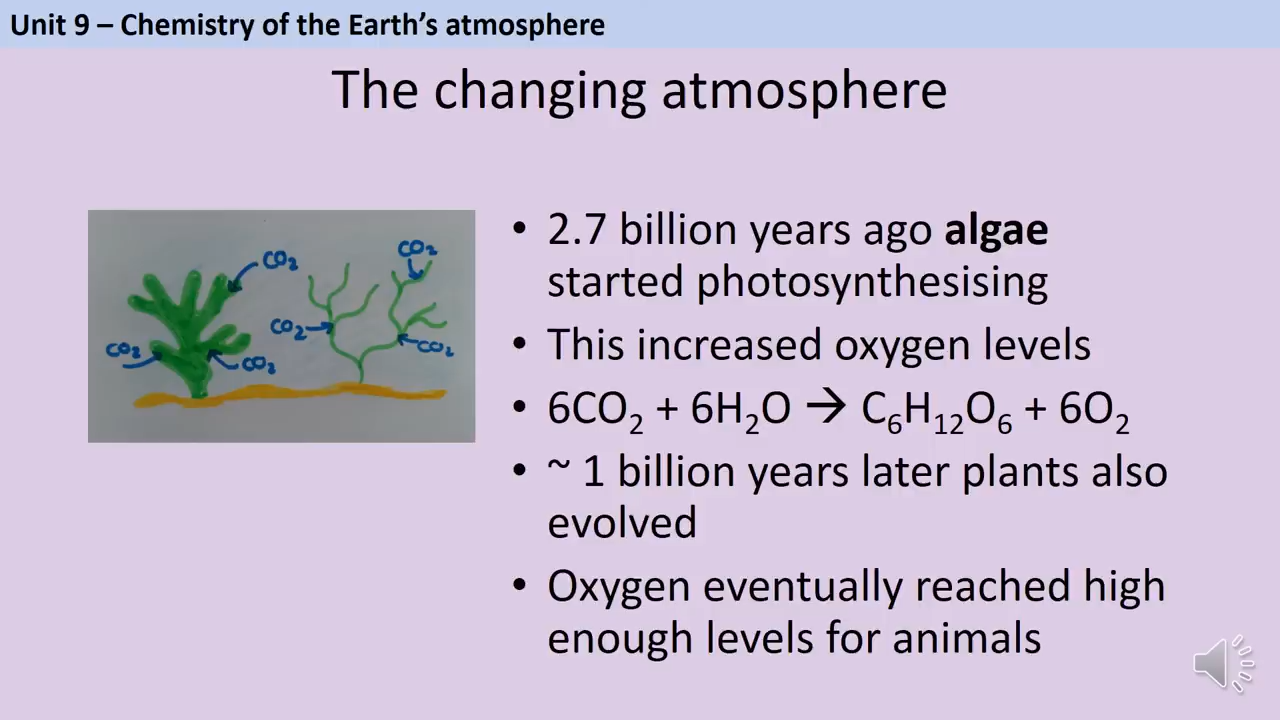 Unit 9 – Chemistry of the Earth's atmosphere
The changing atmosphere
CO₂
CO₂
CO₂
CO₂
CO₂
CO₂
• 2.7 billion years ago algae
started photosynthesising
• This increased oxygen levels
• 6CO₂ + 6H₂O → C₆H₁₂O₆ + 6O₂
• ~ 1 billion years later plants also
evolved
• Oxygen eventually reached high
enough levels for animals